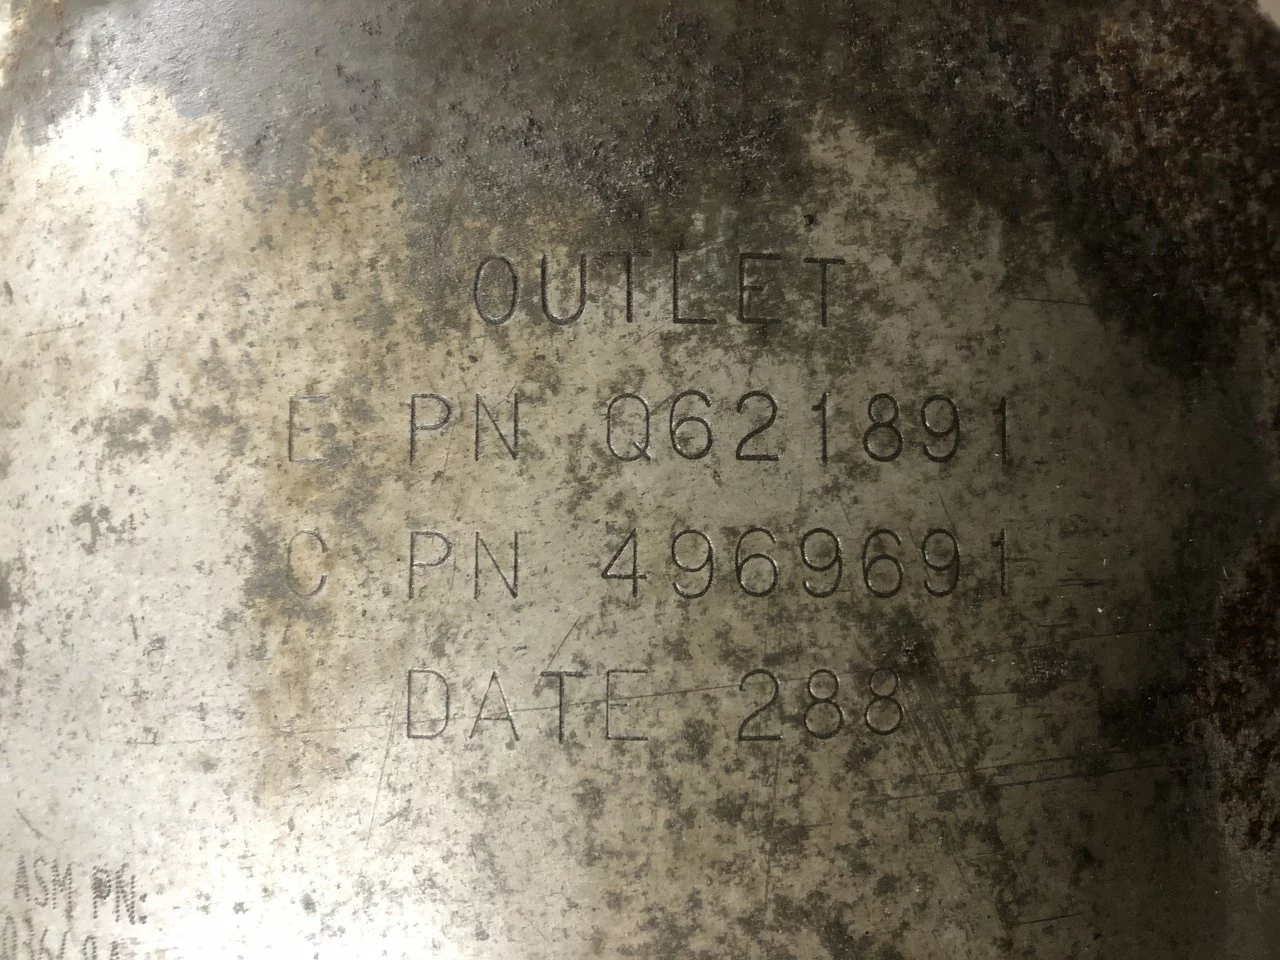 OUTLET
E PN Q621891
C PN 4969691
DATE 288
ASM PN: